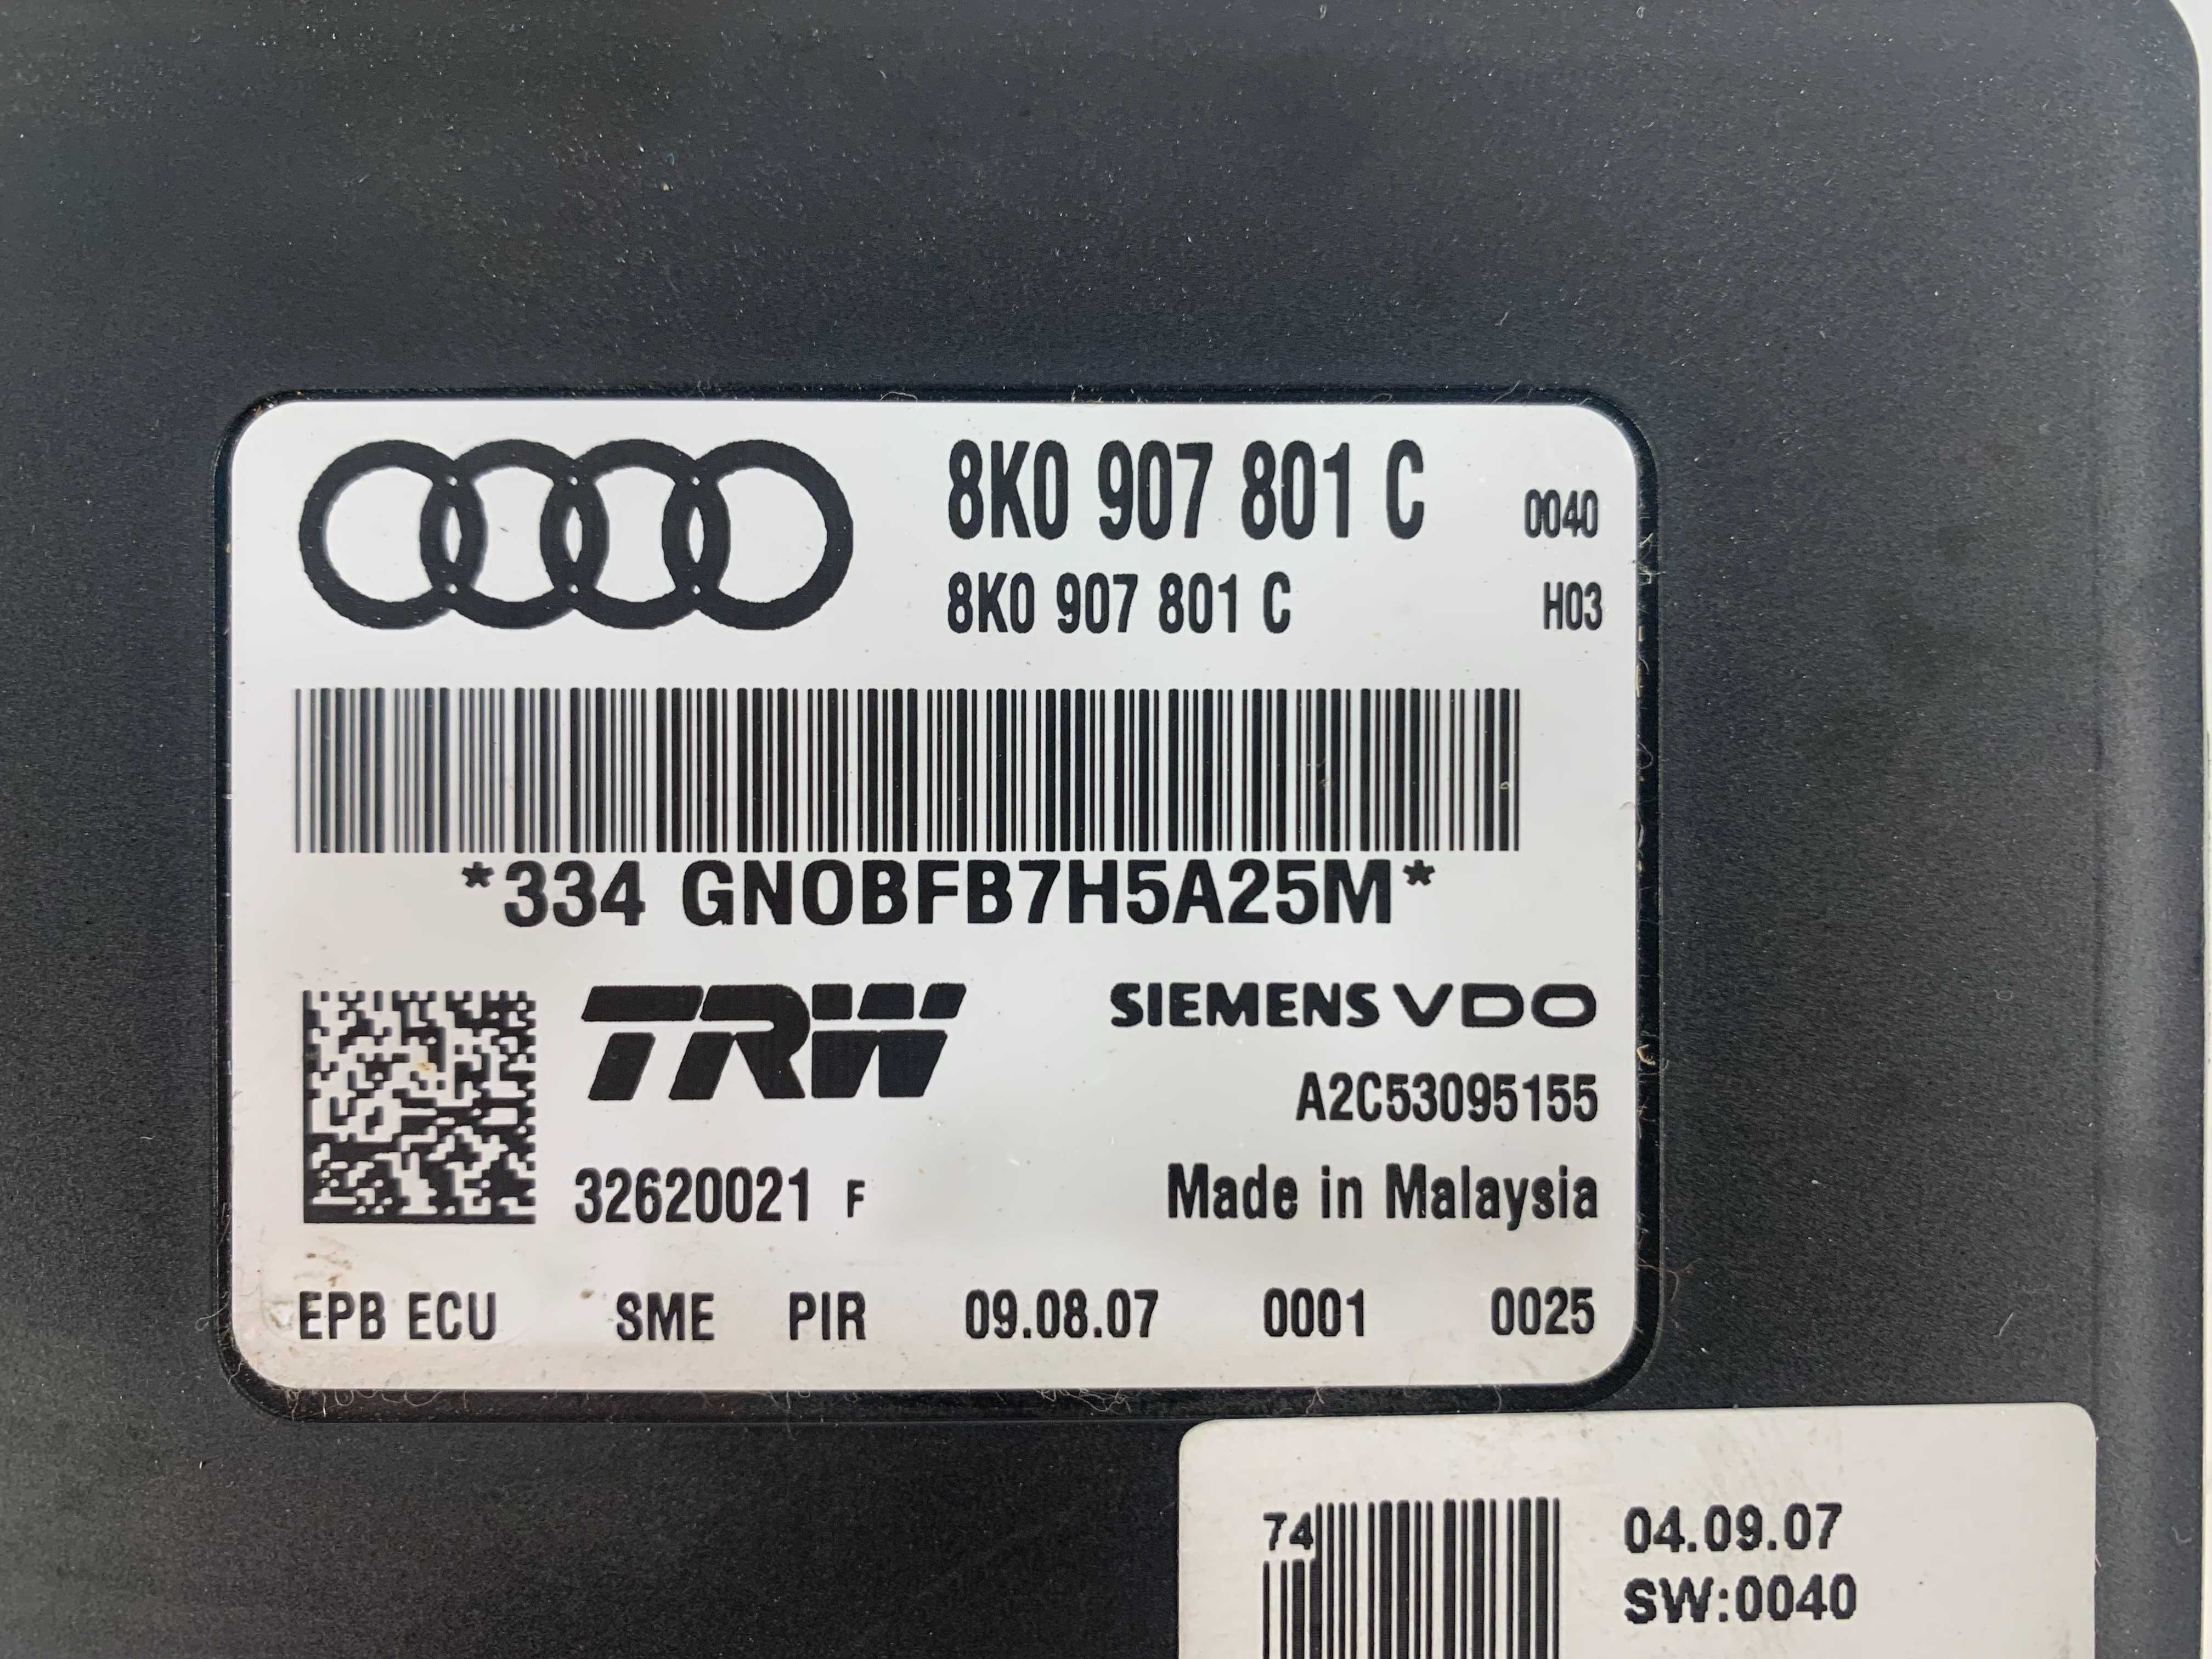 8K0 907 801 C 0040
8K0 907 801 C H03
*334 GN0BFB7H5A25M*
TRW
SIEMENS VDO
A2C53095155
32620021 F
Made in Malaysia
EPB ECU SME PIR 09.08.07 0001 0025
74
04.09.07
SW:0040